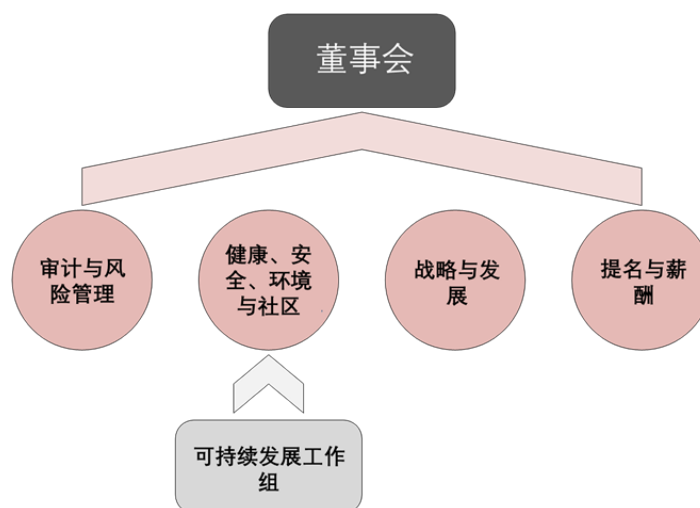 董事会
审计与风
险管理
健康、安
全、环境
与社区
战略与发
展
提名与薪
酬
可持续发展工作
组